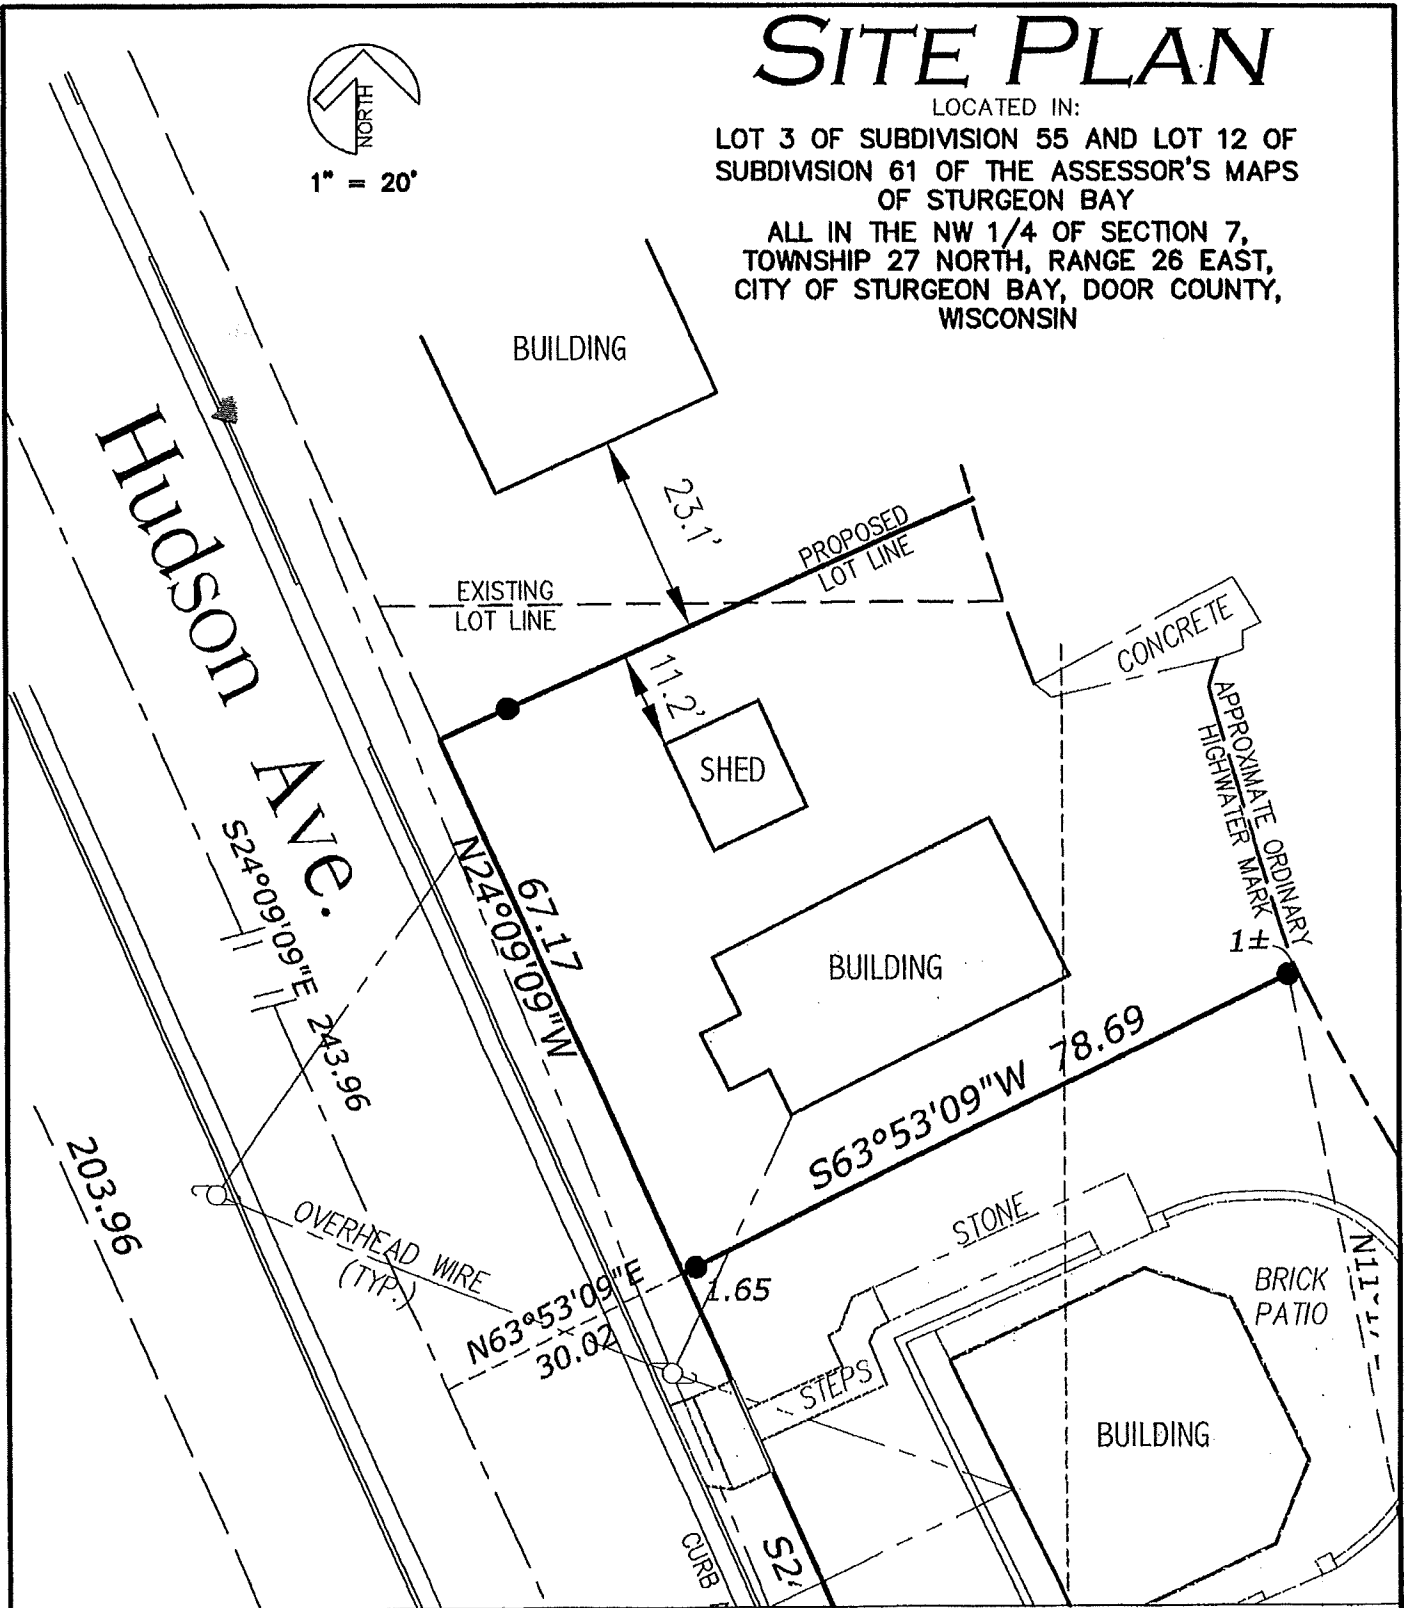 SITE PLAN
LOCATED IN:
LOT 3 OF SUBDIVISION 55 AND LOT 12 OF
SUBDIVISION 61 OF THE ASSESSOR'S MAPS
OF STURGEON BAY
ALL IN THE NW 1/4 OF SECTION 7,
TOWNSHIP 27 NORTH, RANGE 26 EAST,
CITY OF STURGEON BAY, DOOR COUNTY,
WISCONSIN
NORTH
1" = 20'
BUILDING
23.1'
PROPOSED
LOT LINE
EXISTING
LOT LINE
Hudson Ave.
CONCRETE
11.2'
SHED
APPROXIMATE ORDINARY
HIGHWATER MARK
67.17
N24°09'09"W
S24°09'09"E 243.96
BUILDING
1±
S63°53'09"W 78.69
203.96
OVERHEAD WIRE
(TYP.)
N63°53'09"E
30.02
1.65
STONE
STEPS
BRICK
PATIO
BUILDING
CURB